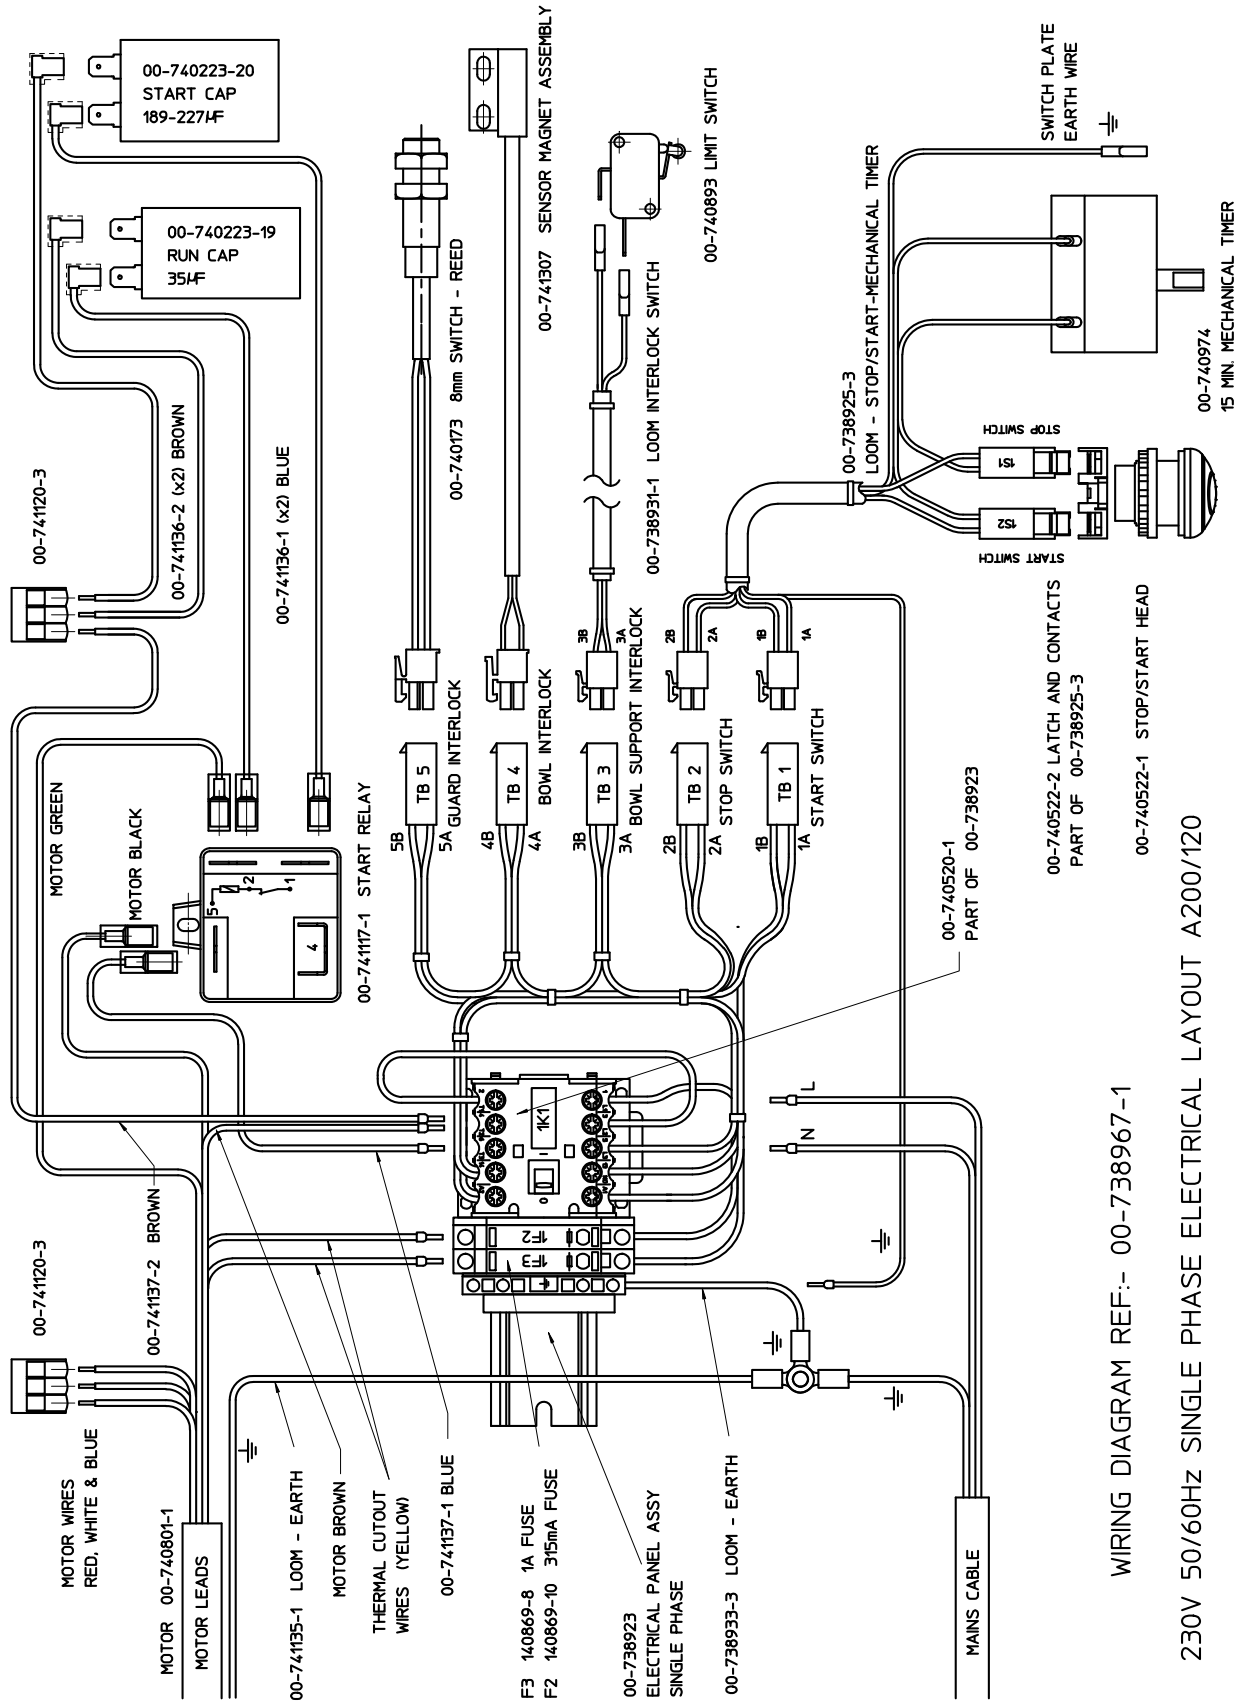 00-740223-20
START CAP
189-227µF
00-740223-19
RUN CAP
35µF
00-741120-3
00-741136-2 (x2) BROWN
00-741136-1 (x2) BLUE
00-740173 8mm SWITCH - REED
00-741307 SENSOR MAGNET ASSEMBLY
00-738931-1 LOOM INTERLOCK SWITCH
00-740893 LIMIT SWITCH
00-738925-3
LOOM - STOP/START-MECHANICAL TIMER
SWITCH PLATE
EARTH WIRE
00-740974
15 MIN. MECHANICAL TIMER
STOP SWITCH
1S1
1S2
START SWITCH
00-740522-2 LATCH AND CONTACTS
PART OF 00-738925-3
00-740522-1 STOP/START HEAD
MOTOR GREEN
MOTOR BLACK
5
2
1
4
00-741117-1 START RELAY
TB 5
GUARD INTERLOCK
5B
5A
TB 4
BOWL INTERLOCK
4B
4A
TB 3
BOWL SUPPORT INTERLOCK
3B
3A
3B
3A
TB 2
STOP SWITCH
2B
2A
2B
2A
TB 1
START SWITCH
1B
1A
1B
1A
00-740520-1
PART OF 00-738923
1K1
1F2
1F3
L
N
00-741120-3
00-741137-2 BROWN
MOTOR WIRES
RED, WHITE & BLUE
MOTOR 00-740801-1
MOTOR LEADS
00-741135-1 LOOM - EARTH
MOTOR BROWN
THERMAL CUTOUT
WIRES (YELLOW)
00-741137-1 BLUE
F3 140869-8 1A FUSE
F2 140869-10 315mA FUSE
00-738923
ELECTRICAL PANEL ASSY
SINGLE PHASE
00-738933-3 LOOM - EARTH
MAINS CABLE
WIRING DIAGRAM REF:- 00-738967-1
230V 50/60Hz SINGLE PHASE ELECTRICAL LAYOUT A200/120